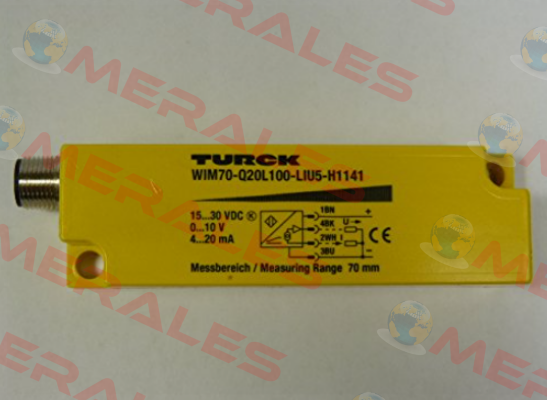 MERALES
TURCK
WIM70-Q20L100-LIU5-H1141
15...30 VDC
0...10 V
4...20 mA
1BN +
4BK U
2WH I
3BU −
CE
Messbereich / Measuring Range 70 mm
MERALES
MERALES